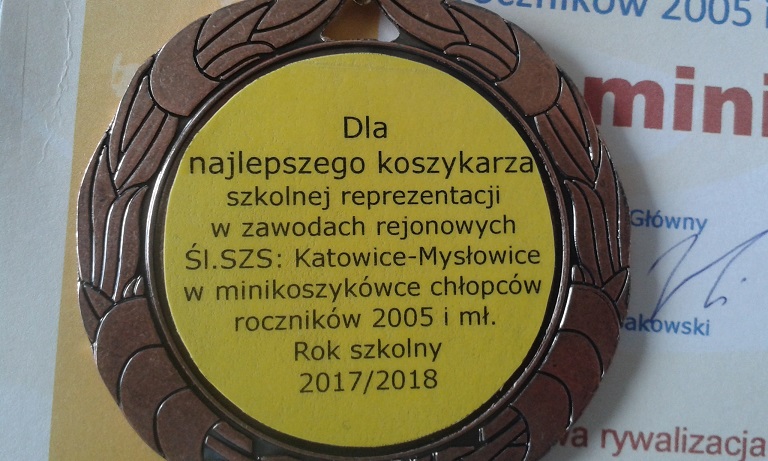 roczników 2005 i
mini
Dla
najlepszego koszykarza
szkolnej reprezentacji
w zawodach rejonowych
Śl.SZS: Katowice-Mysłowice
w minikoszykówce chłopców
roczników 2005 i mł.
Rok szkolny
2017/2018
Główny
akowski
wa rywalizacja